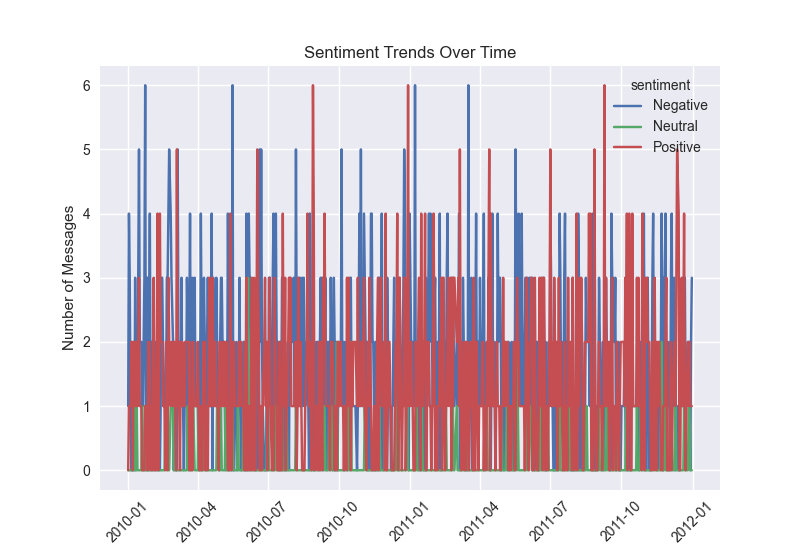 Sentiment Trends Over Time
Number of Messages
6
5
4
3
2
1
0
sentiment
Negative
Neutral
Positive
2010-01
2010-04
2010-07
2010-10
2011-01
2011-04
2011-07
2011-10
2012-01